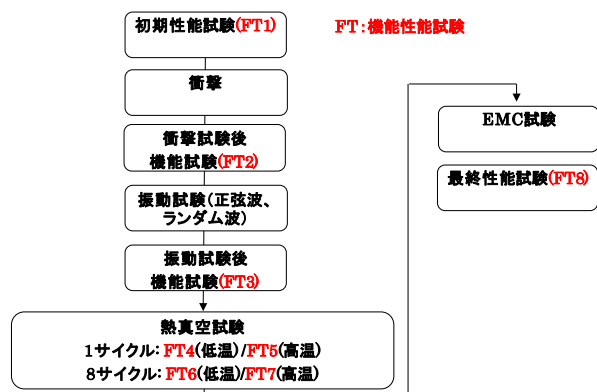 初期性能試験(FT1)
FT:機能性能試験
衝撃
衝撃試験後
機能試験(FT2)
振動試験(正弦波、
ランダム波)
振動試験後
機能試験(FT3)
熱真空試験
1サイクル: FT4(低温)/FT5(高温)
8サイクル: FT6(低温)/FT7(高温)
EMC試験
最終性能試験(FT8)